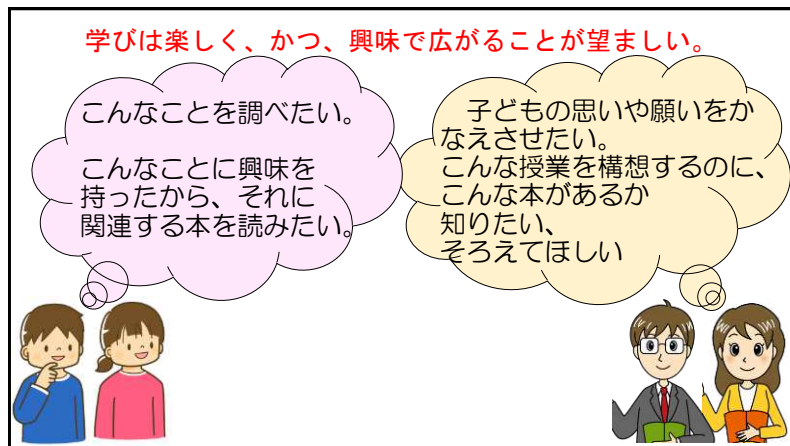 学びは楽しく、かつ、興味で広がることが望ましい。
こんなことを調べたい。
こんなことに興味を
持ったから、それに
関連する本を読みたい。
子どもの思いや願いをか
なえさせたい。
こんな授業を構想するのに、
こんな本があるか
知りたい、
そろえてほしい